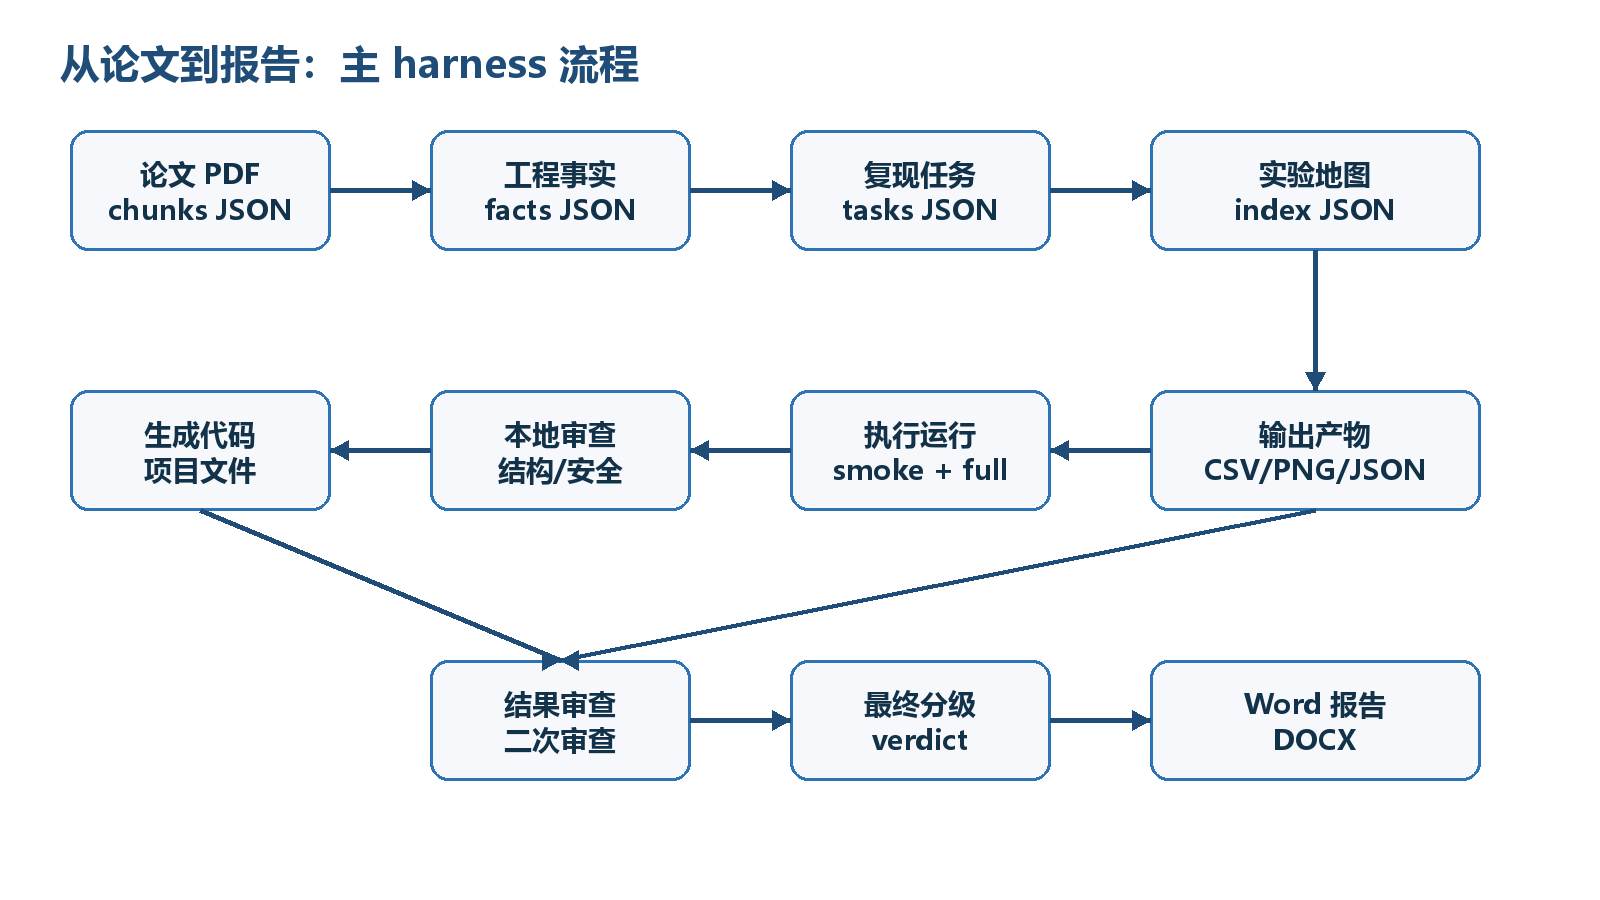 从论文到报告：主 harness 流程
论文 PDF
chunks JSON
工程事实
facts JSON
复现任务
tasks JSON
实验地图
index JSON
生成代码
项目文件
本地审查
结构/安全
执行运行
smoke + full
输出产物
CSV/PNG/JSON
结果审查
二次审查
最终分级
verdict
Word 报告
DOCX